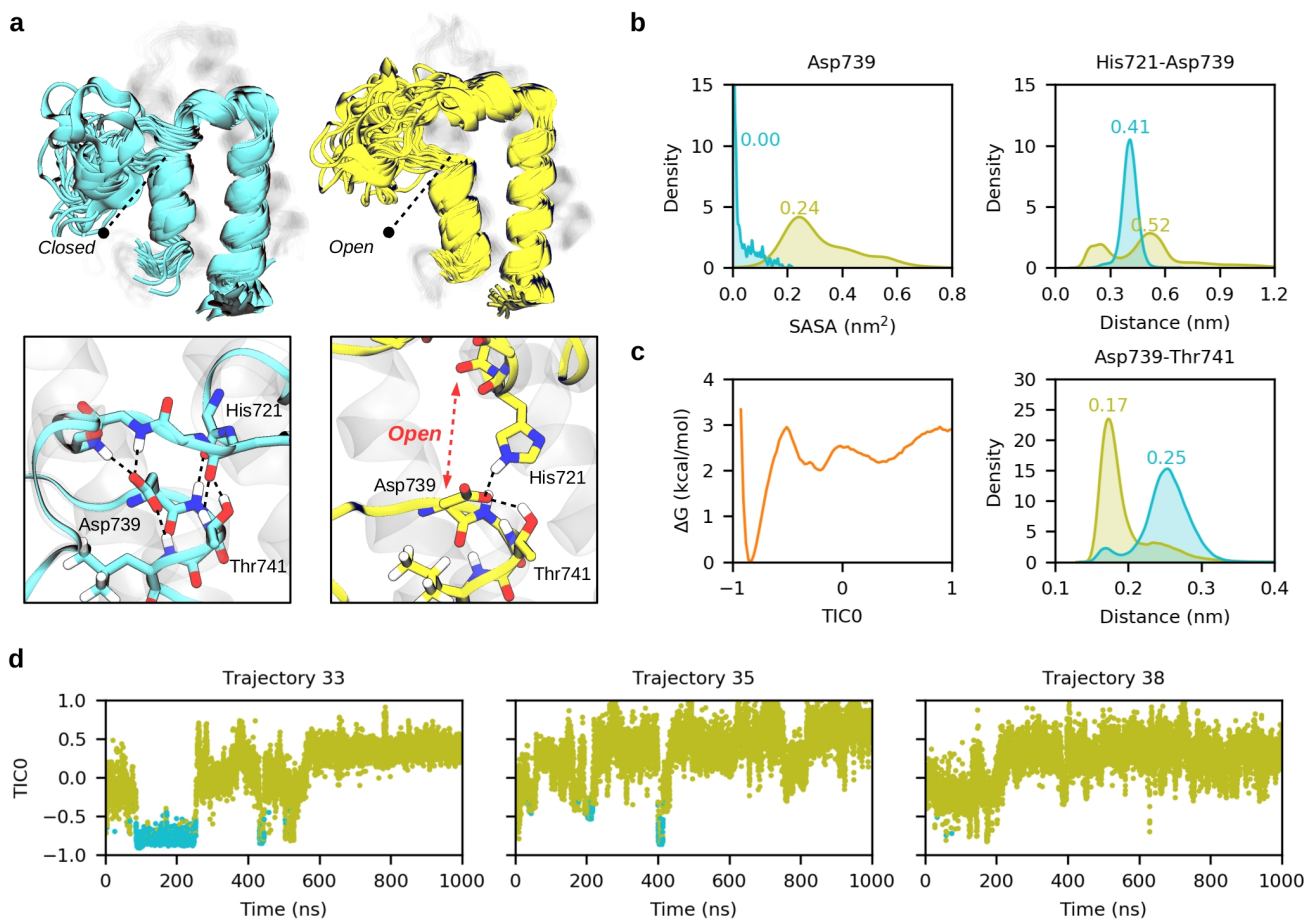 a
Closed
Open
His721
Asp739
Thr741
Open
His721
Asp739
Thr741
b
Asp739
15
10
5
0
Density
0.00
0.24
0.0 0.2 0.4 0.6 0.8
SASA (nm²)
His721-Asp739
15
10
5
0
Density
0.41
0.52
0.0 0.3 0.6 0.9 1.2
Distance (nm)
c
4
3
2
1
0
ΔG (kcal/mol)
−1 0 1
TIC0
Asp739-Thr741
30
25
20
15
10
5
0
Density
0.17
0.25
0.1 0.2 0.3 0.4
Distance (nm)
d
Trajectory 33
1.0
0.5
0.0
−0.5
−1.0
TIC0
0 200 400 600 800 1000
Time (ns)
Trajectory 35
0 200 400 600 800 1000
Time (ns)
Trajectory 38
0 200 400 600 800 1000
Time (ns)